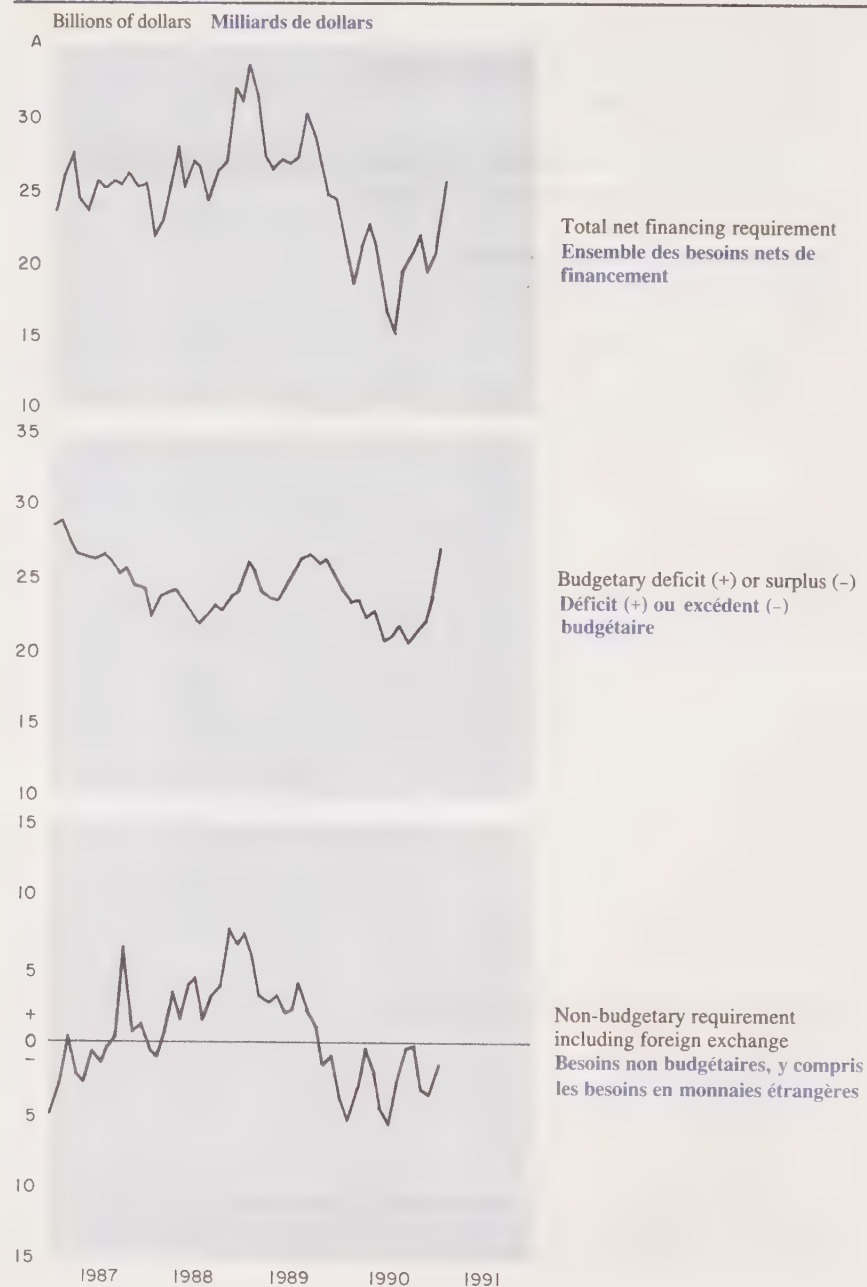 Billions of dollars Milliards de dollars
A
30
25
20
15
10
Total net financing requirement
Ensemble des besoins nets de
financement
35
30
25
20
15
10
Budgetary deficit (+) or surplus (-)
Déficit (+) ou excédent (-)
budgétaire
15
10
5
+
0
-
5
10
15
Non-budgetary requirement
including foreign exchange
Besoins non budgétaires, y compris
les besoins en monnaies étrangères
1987 1988 1989 1990 1991